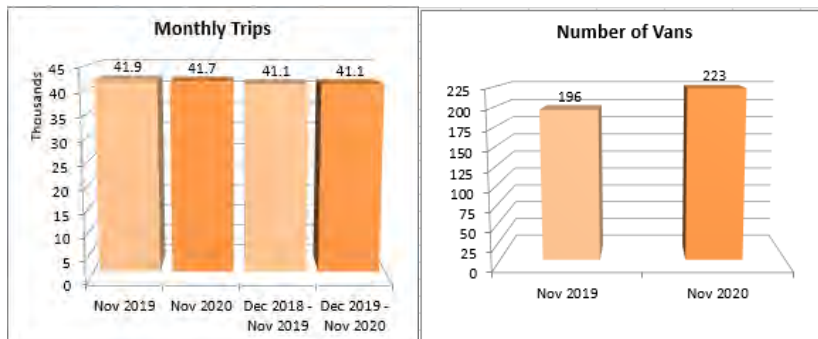 Monthly Trips
Thousands
45
40
35
30
25
20
15
10
5
0
41.9
41.7
41.1
41.1
Nov 2019
Nov 2020
Dec 2018 -
Nov 2019
Dec 2019 -
Nov 2020
Number of Vans
225
200
175
150
125
100
75
50
25
0
196
223
Nov 2019
Nov 2020